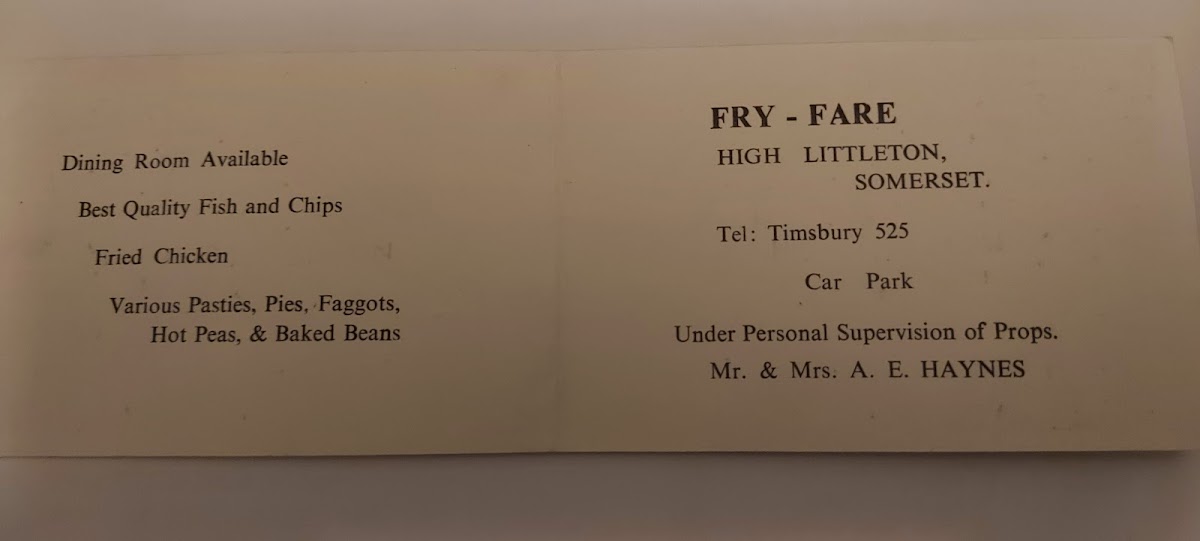 Dining Room Available
Best Quality Fish and Chips
Fried Chicken
Various Pasties, Pies, Faggots,
Hot Peas, & Baked Beans
FRY - FARE
HIGH LITTLETON,
SOMERSET.
Tel: Timsbury 525
Car Park
Under Personal Supervision of Props.
Mr. & Mrs. A. E. HAYNES